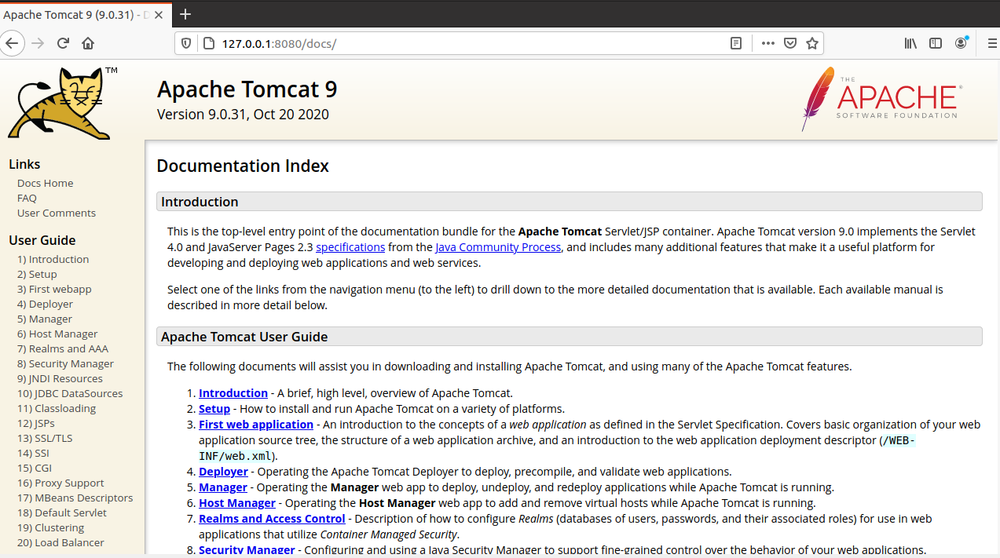 Apache Tomcat 9 (9.0.31) - D
127.0.0.1:8080/docs/
TM
Apache Tomcat 9
Version 9.0.31, Oct 20 2020
THE
APACHE®
SOFTWARE FOUNDATION
Links
Docs Home
FAQ
User Comments
User Guide
1) Introduction
2) Setup
3) First webapp
4) Deployer
5) Manager
6) Host Manager
7) Realms and AAA
8) Security Manager
9) JNDI Resources
10) JDBC DataSources
11) Classloading
12) JSPs
13) SSL/TLS
14) SSI
15) CGI
16) Proxy Support
17) MBeans Descriptors
18) Default Servlet
19) Clustering
20) Load Balancer
Documentation Index
Introduction
This is the top-level entry point of the documentation bundle for the Apache Tomcat Servlet/JSP container. Apache Tomcat version 9.0 implements the Servlet
4.0 and JavaServer Pages 2.3 specifications from the Java Community Process, and includes many additional features that make it a useful platform for
developing and deploying web applications and web services.
Select one of the links from the navigation menu (to the left) to drill down to the more detailed documentation that is available. Each available manual is
described in more detail below.
Apache Tomcat User Guide
The following documents will assist you in downloading and installing Apache Tomcat, and using many of the Apache Tomcat features.
1. Introduction - A brief, high level, overview of Apache Tomcat.
2. Setup - How to install and run Apache Tomcat on a variety of platforms.
3. First web application - An introduction to the concepts of a web application as defined in the Servlet Specification. Covers basic organization of your web
application source tree, the structure of a web application archive, and an introduction to the web application deployment descriptor (/WEB-
INF/web.xml).
4. Deployer - Operating the Apache Tomcat Deployer to deploy, precompile, and validate web applications.
5. Manager - Operating the Manager web app to deploy, undeploy, and redeploy applications while Apache Tomcat is running.
6. Host Manager - Operating the Host Manager web app to add and remove virtual hosts while Apache Tomcat is running.
7. Realms and Access Control - Description of how to configure Realms (databases of users, passwords, and their associated roles) for use in web
applications that utilize Container Managed Security.
8. Security Manager - Configuring and using a Java Security Manager to support fine-grained control over the behavior of your web applications.